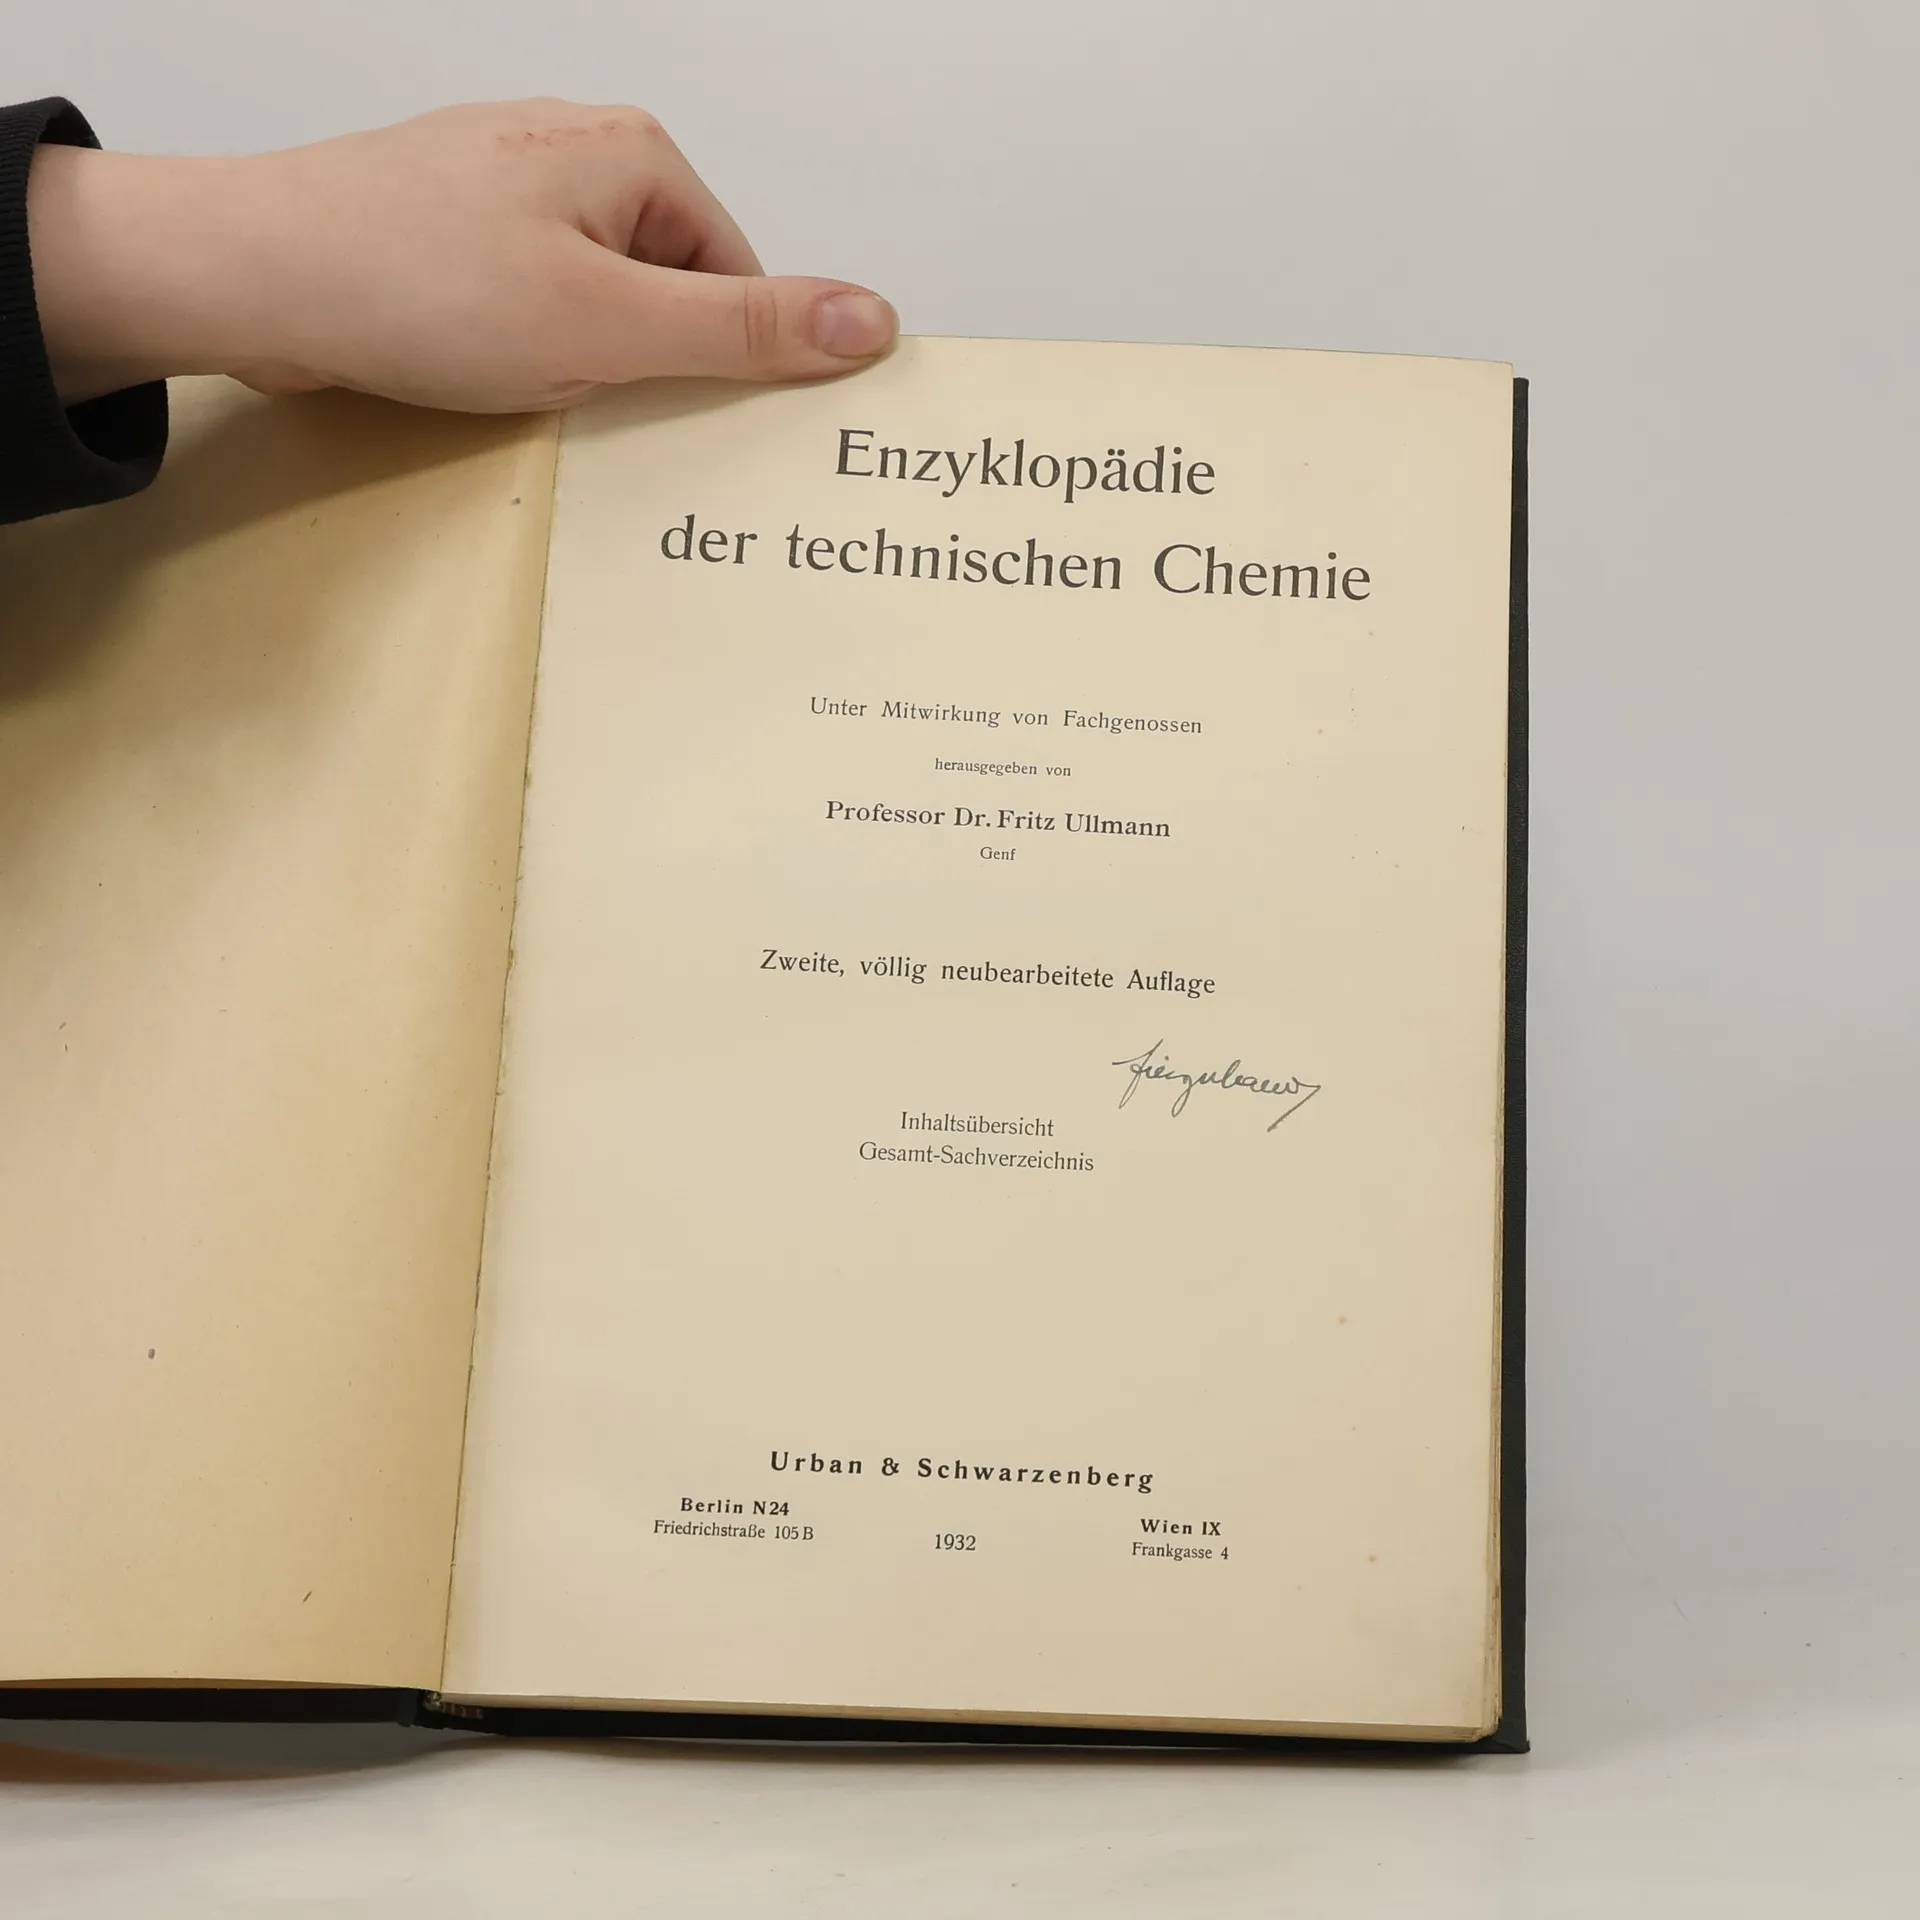 Enzyklopädie
der technischen Chemie
Unter Mitwirkung von Fachgenossen
herausgegeben von
Professor Dr. Fritz Ullmann
Genf
Zweite, völlig neubearbeitete Auflage
Inhaltsübersicht
Gesamt-Sachverzeichnis
Urban & Schwarzenberg
Berlin N24
Friedrichstraße 105 B
1932
Wien IX
Frankgasse 4